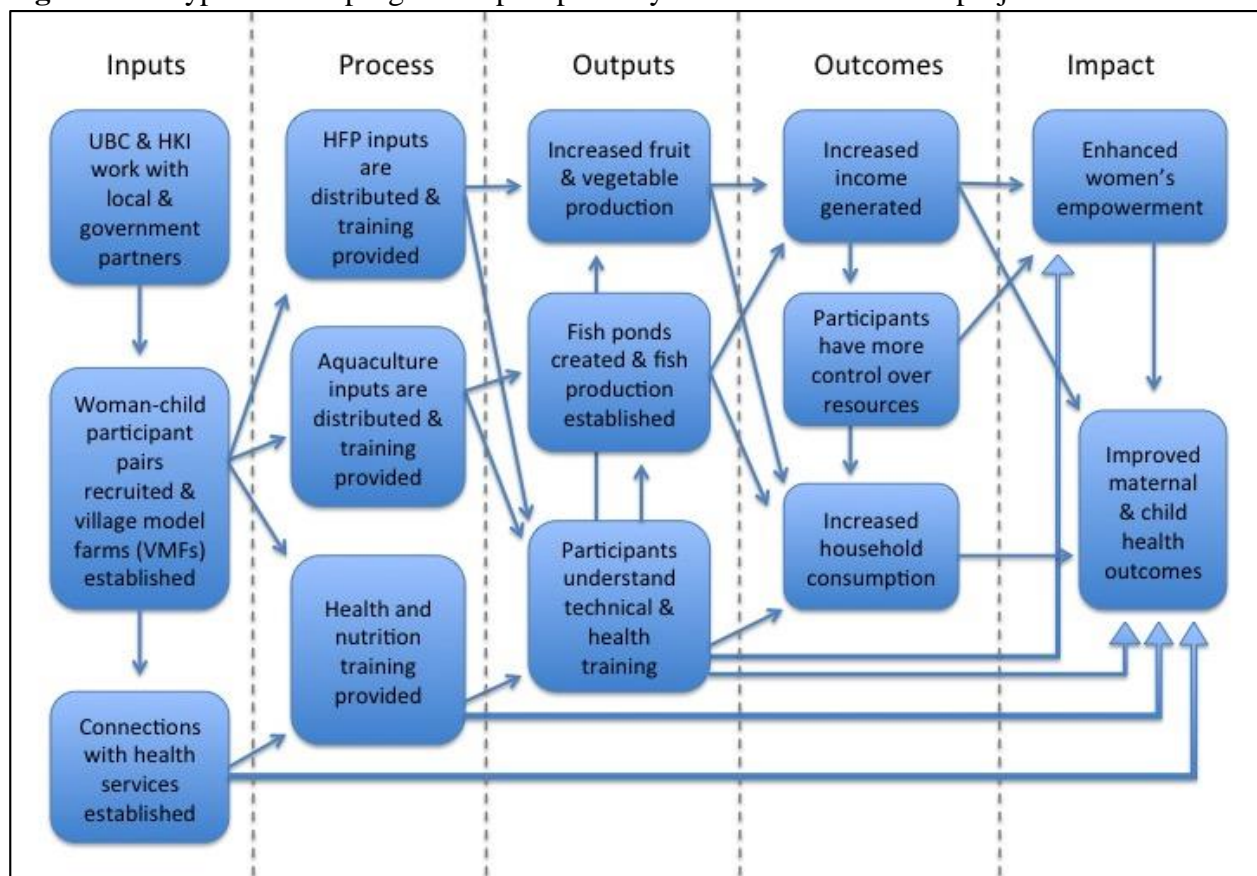 Inputs
Process
Outputs
Outcomes
Impact
UBC & HKI
work with
local &
government
partners
Woman-child
participant
pairs
recruited &
village model
farms (VMFs)
established
Connections
with health
services
established
HFP inputs
are
distributed &
training
provided
Aquaculture
inputs are
distributed &
training
provided
Health and
nutrition
training
provided
Increased fruit
& vegetable
production
Fish ponds
created & fish
production
established
Participants
understand
technical &
health
training
Increased
income
generated
Participants
have more
control over
resources
Increased
household
consumption
Enhanced
women's
empowerment
Improved
maternal
& child
health
outcomes